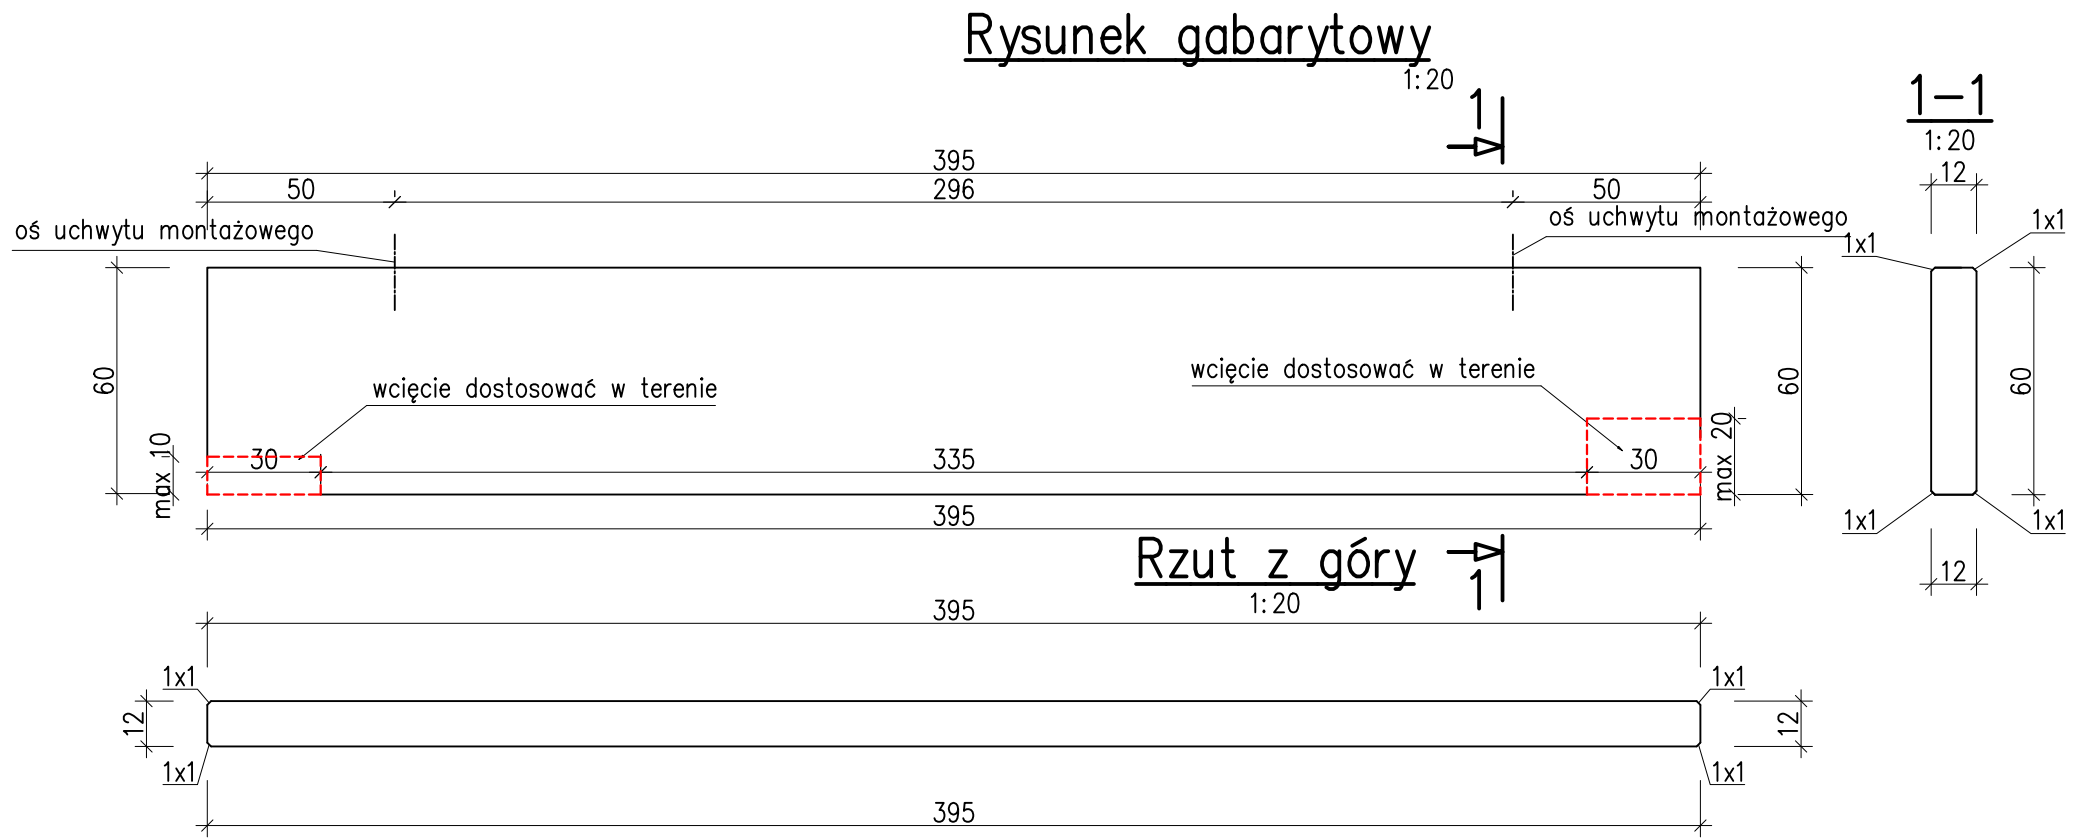 Rysunek gabarytowy
1:20
1
1-1
1:20
395
12
50
296
50
oś uchwytu montażowego
oś uchwytu montażowego
1x1
1x1
60
60
60
wcięcie dostosować w terenie
wcięcie dostosować w terenie
max 10
30
335
30
max 20
395
1x1
1x1
12
Rzut z góry
1:20
1
395
1x1
1x1
12
12
1x1
1x1
395